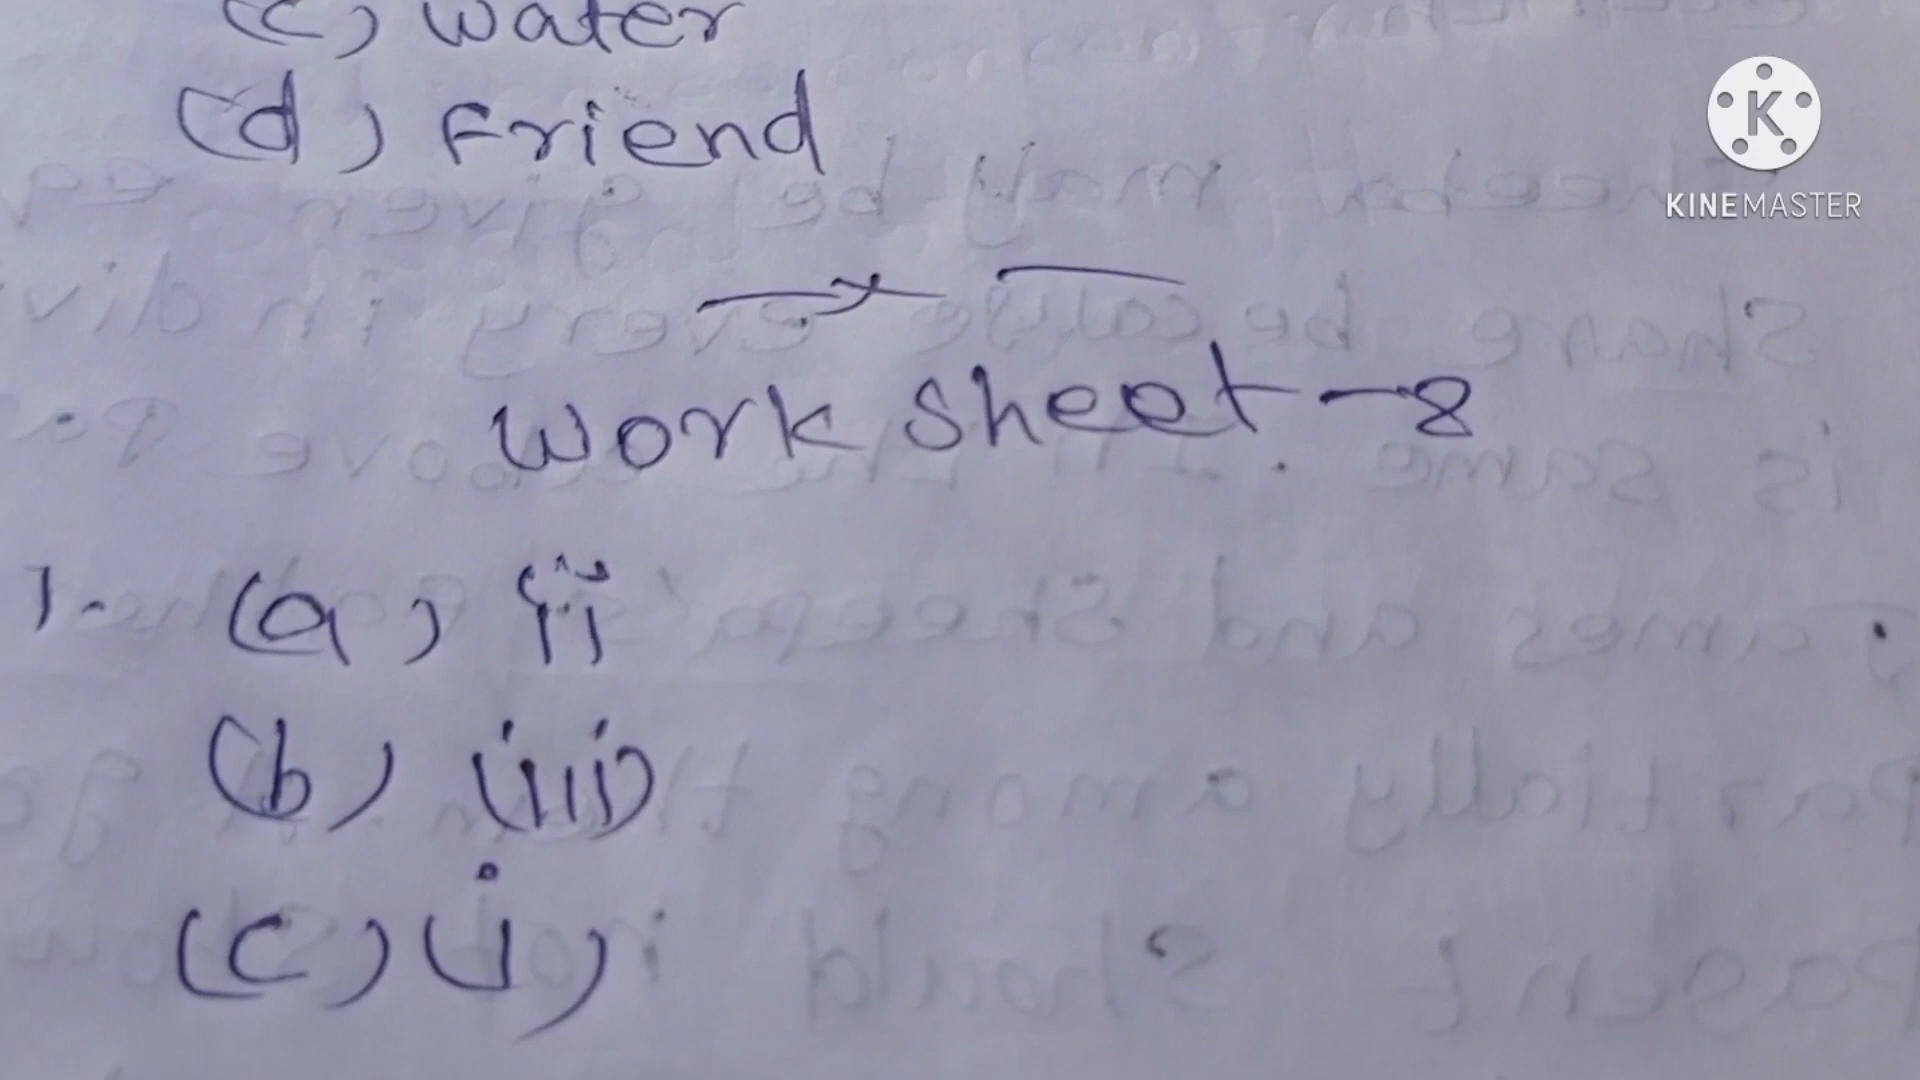 (c) water
(d) Friend
KINEMASTER
Work sheet -8
1. (a) ii
(b) (iii)
(c) (i)